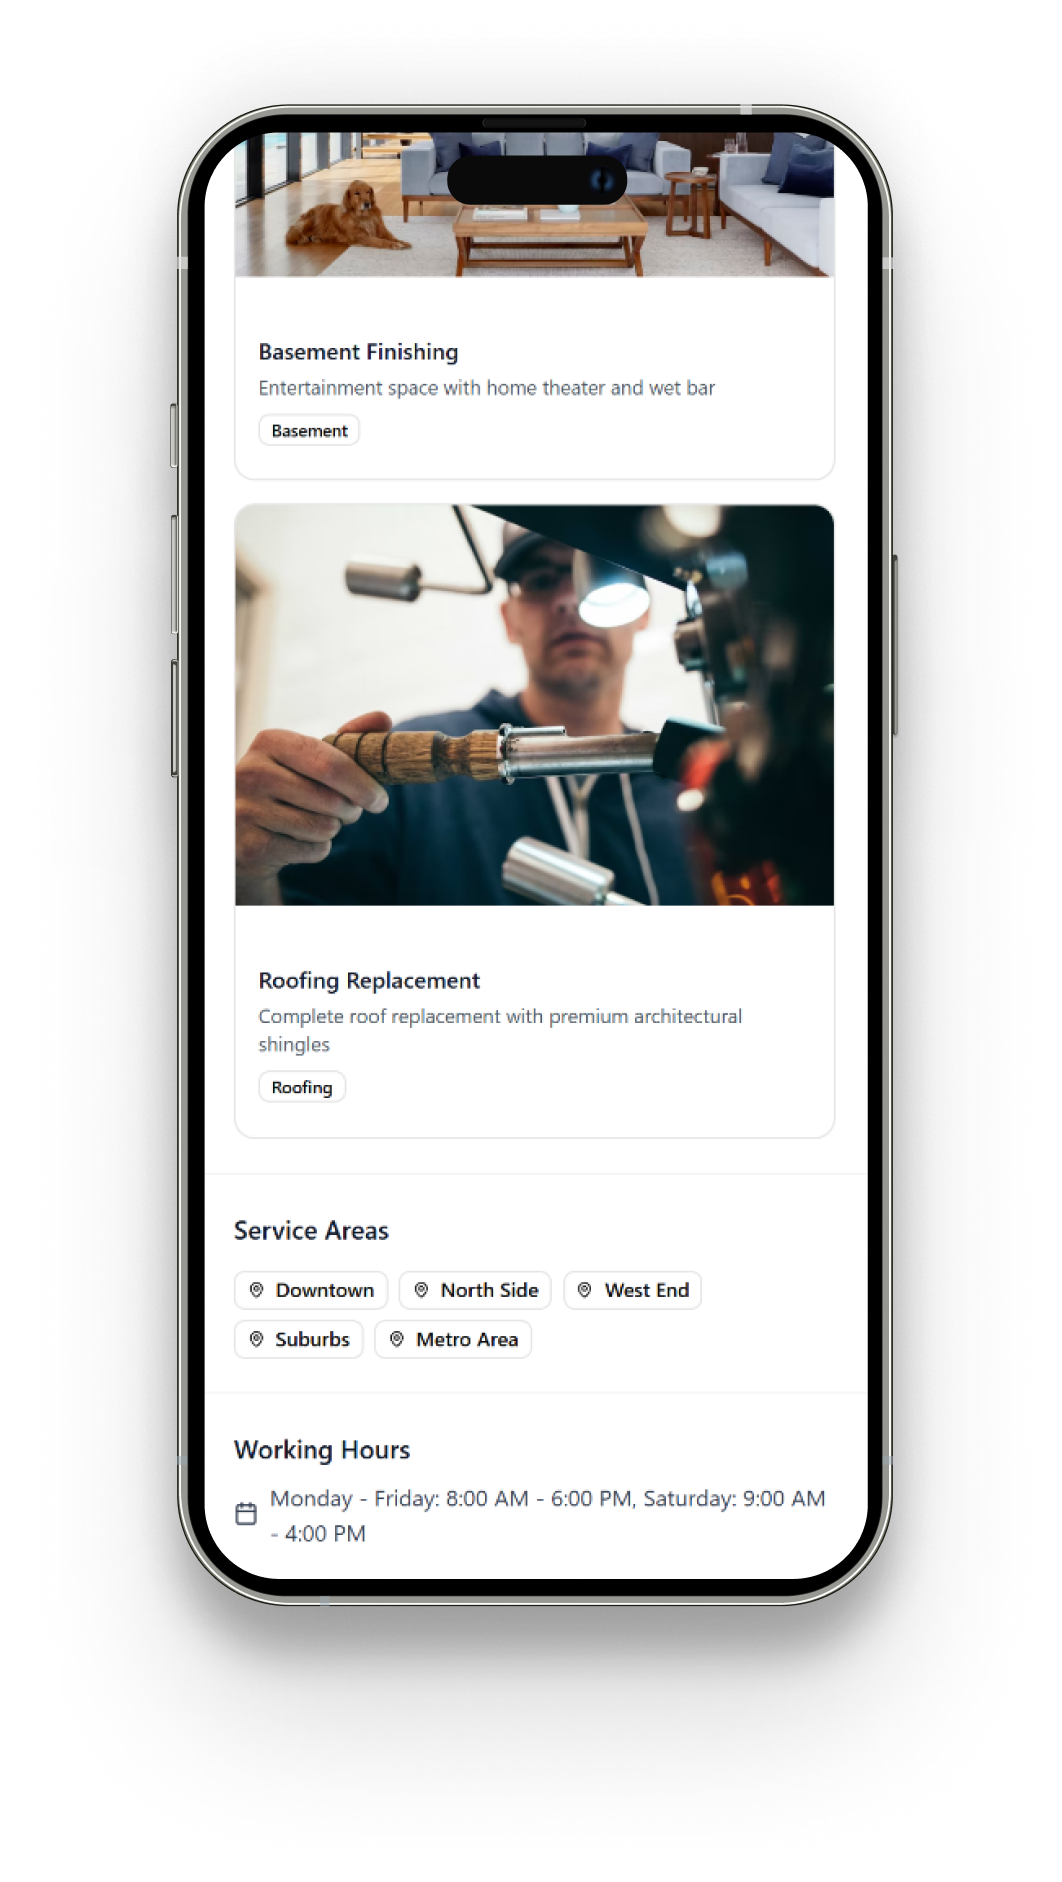 Basement Finishing
Entertainment space with home theater and wet bar
Basement
Roofing Replacement
Complete roof replacement with premium architectural
shingles
Roofing
Service Areas
Downtown
North Side
West End
Suburbs
Metro Area
Working Hours
Monday - Friday: 8:00 AM - 6:00 PM, Saturday: 9:00 AM
- 4:00 PM